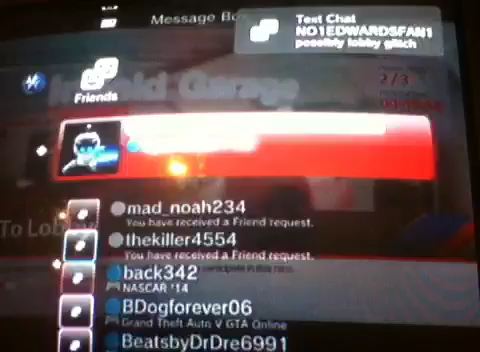 Message Bo
Text Chat
NO1EDWARDSFAN1
possibly lobby glitch
Garage
2/3
Friends
mad_noah234
You have received a Friend request.
To Lob
thekiller4554
You have received a Friend request.
back342
NASCAR '14
BDogforever06
Grand Theft Auto V GTA Online
BeatsbyDrDre6991